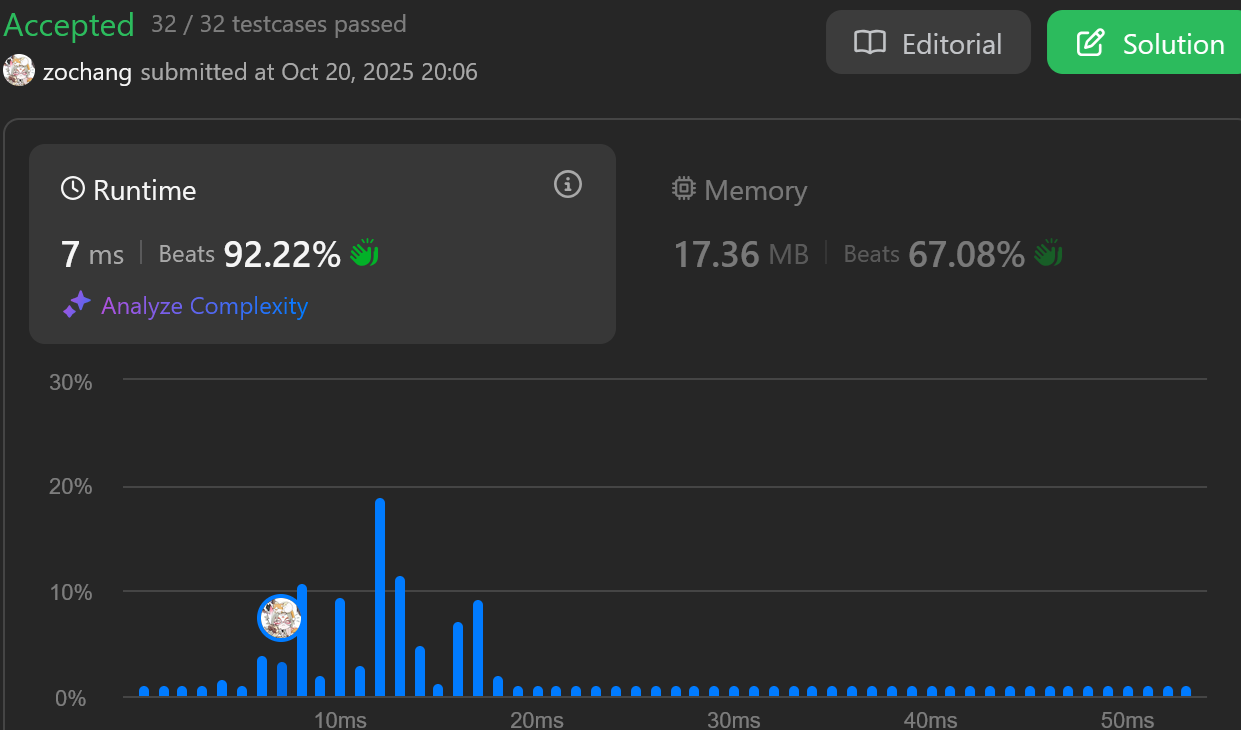 Accepted 32 / 32 testcases passed
zochang submitted at Oct 20, 2025 20:06
Editorial
Solution
Runtime
7 ms Beats 92.22%
Analyze Complexity
Memory
17.36 MB Beats 67.08%
30%
20%
10%
0%
10ms 20ms 30ms 40ms 50ms